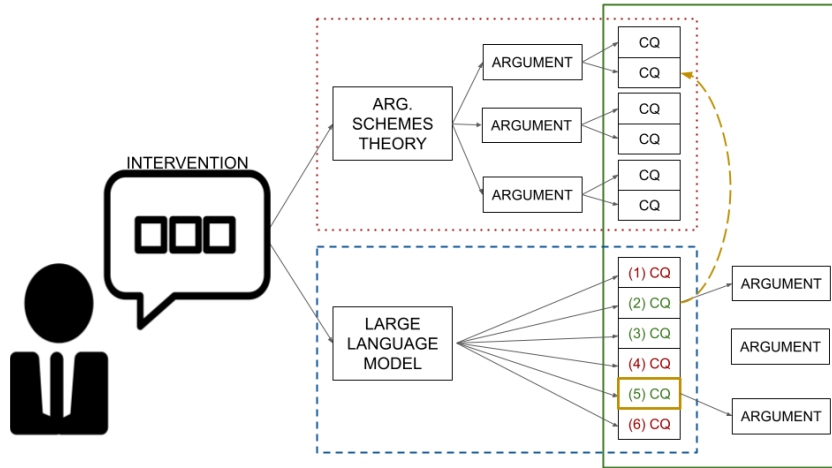 INTERVENTION
ARG.
SCHEMES
THEORY
ARGUMENT
CQ
CQ
ARGUMENT
CQ
CQ
ARGUMENT
CQ
CQ
LARGE
LANGUAGE
MODEL
(1) CQ
(2) CQ
(3) CQ
(4) CQ
(5) CQ
(6) CQ
ARGUMENT
ARGUMENT
ARGUMENT